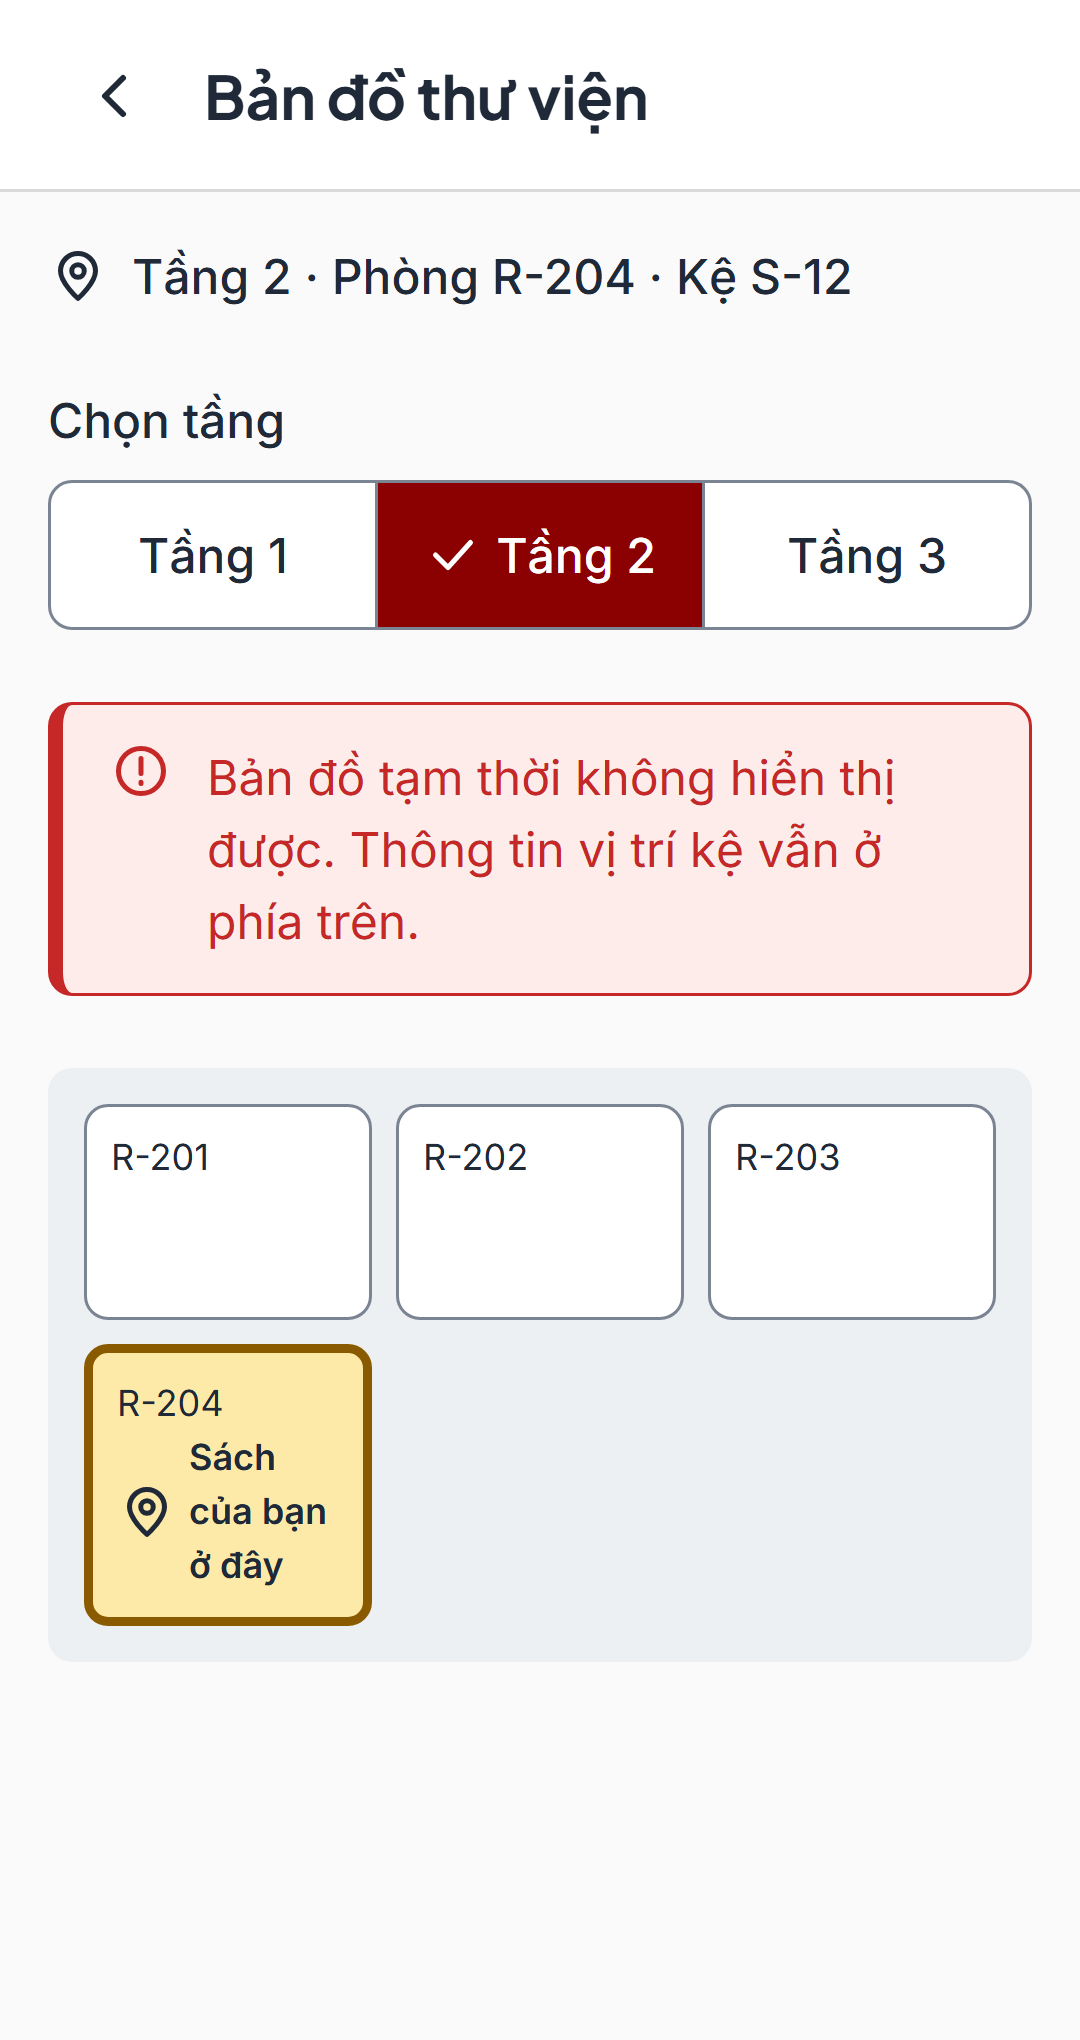 Bản đồ thư viện
Tầng 2 · Phòng R-204 · Kệ S-12
Chọn tầng
Tầng 1
Tầng 2
Tầng 3
Bản đồ tạm thời không hiển thị
được. Thông tin vị trí kệ vẫn ở
phía trên.
R-201
R-202
R-203
R-204
Sách
của bạn
ở đây